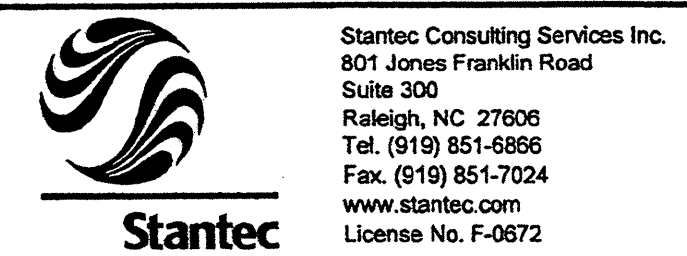 Stantec
Stantec Consulting Services Inc.
801 Jones Franklin Road
Suite 300
Raleigh, NC 27606
Tel. (919) 851-6866
Fax. (919) 851-7024
www.stantec.com
License No. F-0672